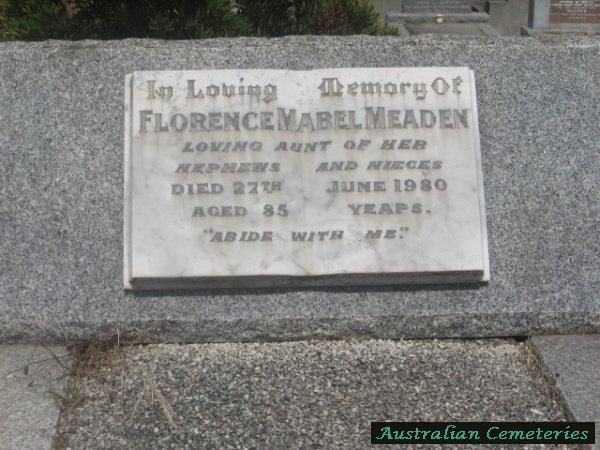 In Loving Memory Of
FLORENCE MABEL MEADEN
LOVING AUNT OF HER
NEPHEWS AND NIECES
DIED 27TH JUNE 1980
AGED 85 YEARS.
"ABIDE WITH ME."
Australian Cemeteries